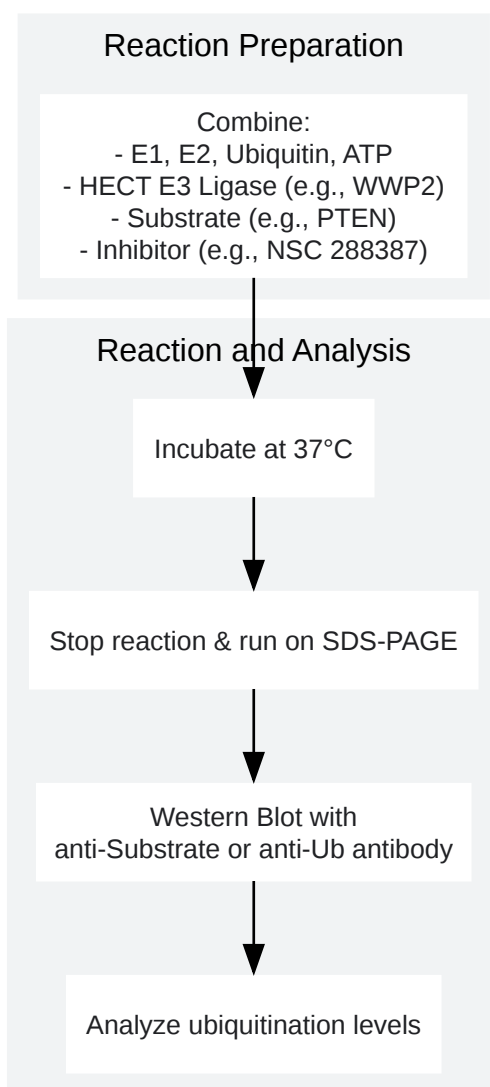 Reaction Preparation
Combine:
- E1, E2, Ubiquitin, ATP
- HECT E3 Ligase (e.g., WWP2)
- Substrate (e.g., PTEN)
- Inhibitor (e.g., NSC 288387)
Reaction and Analysis
Incubate at 37°C
Stop reaction & run on SDS-PAGE
Western Blot with
anti-Substrate or anti-Ub antibody
Analyze ubiquitination levels